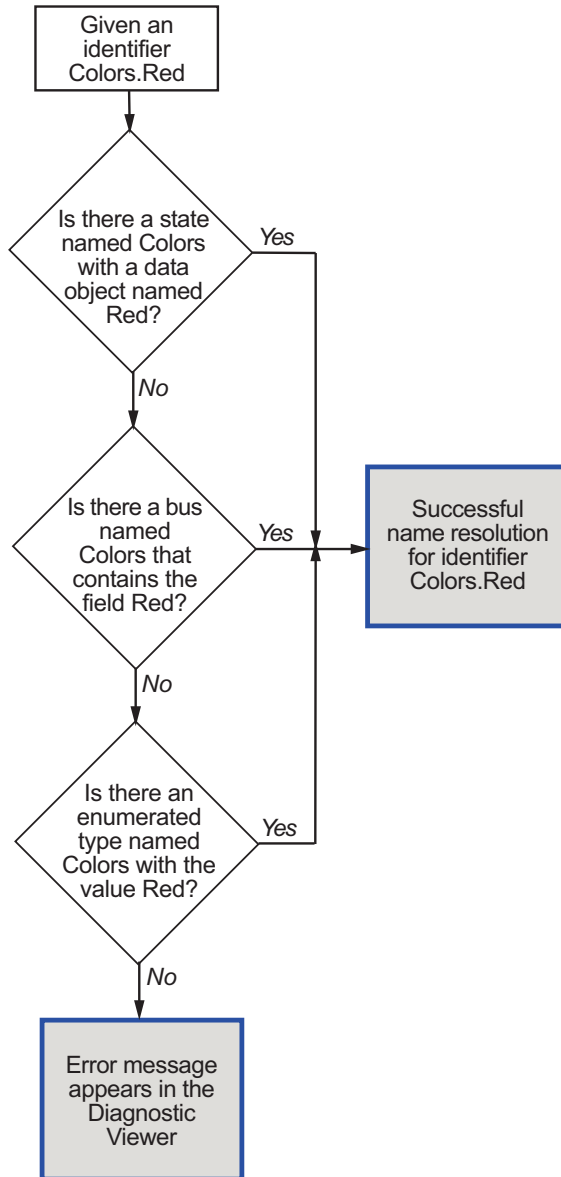 Given an
identifier
Colors.Red
Is there a state
named Colors
with a data
object named
Red?
Yes
No
Is there a bus
named
Colors that
contains the
field Red?
Yes
Successful
name resolution
for identifier
Colors.Red
No
Is there an
enumerated
type named
Colors with the
value Red?
Yes
No
Error message
appears in the
Diagnostic
Viewer